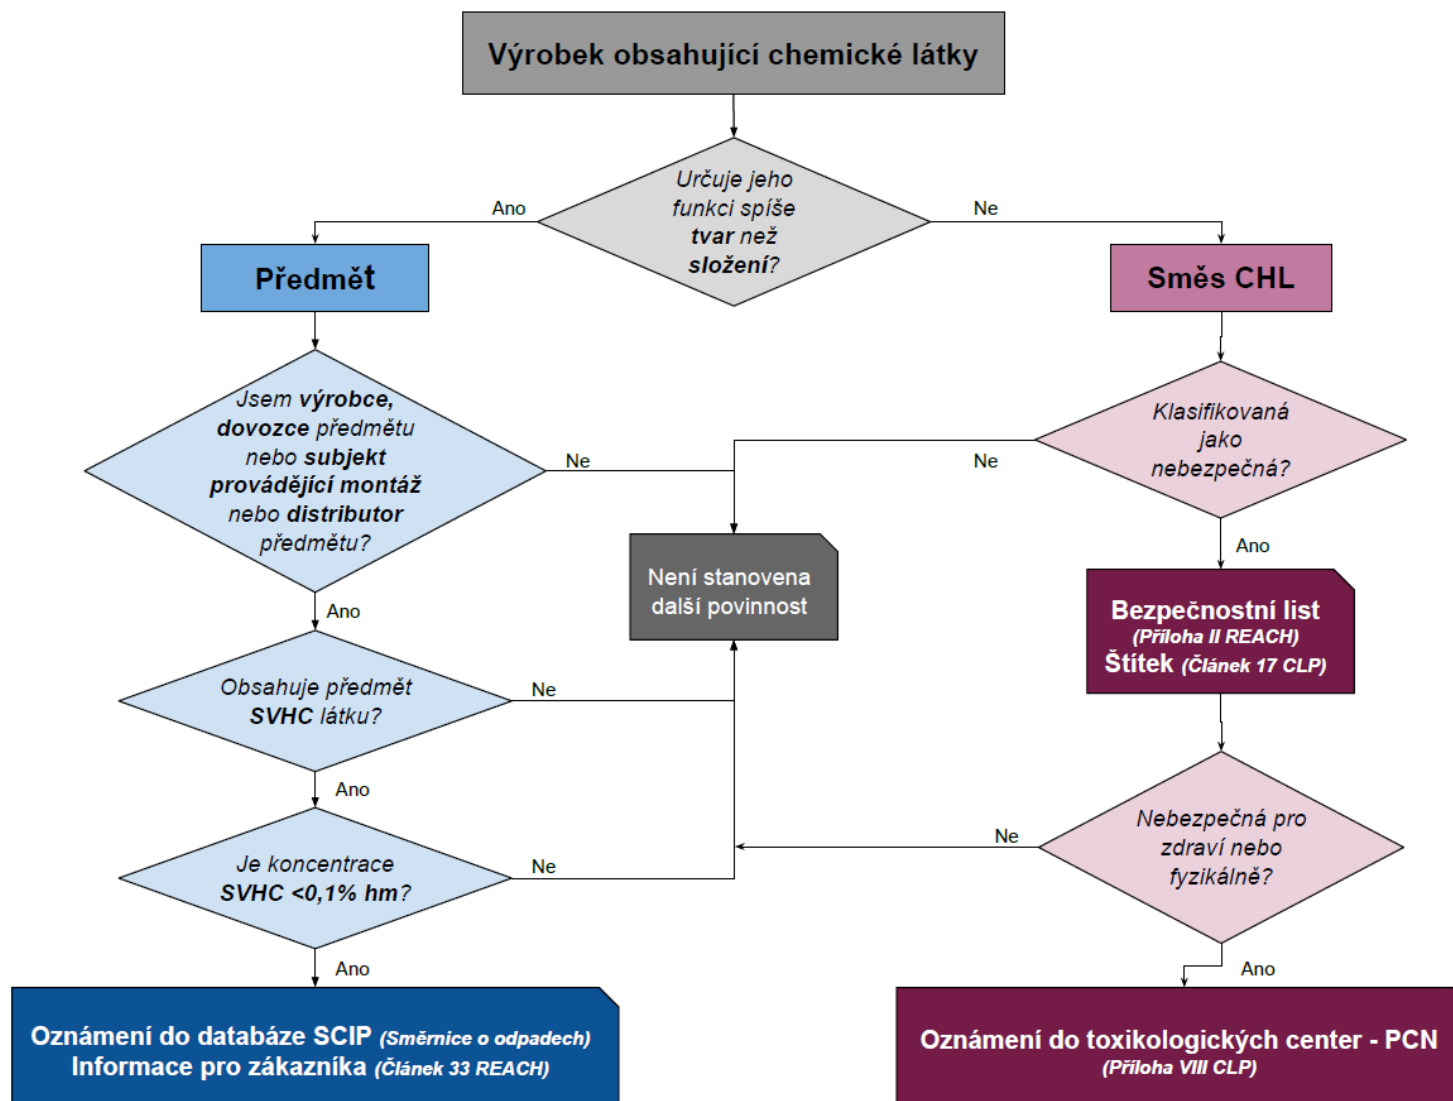 Výrobek obsahující chemické látky
Určuje jeho
funkci spíše
tvar než
složení?
Ano
Ne
Předmět
Směs CHL
Jsem výrobce,
dovozce předmětu
nebo subjekt
provádějící montáž
nebo distributor
předmětu?
Ne
Ne
Klasifikovaná
jako
nebezpečná?
Není stanovena
další povinnost
Ano
Ano
Bezpečnostní list
(Příloha II REACH)
Štítek (Článek 17 CLP)
Obsahuje předmět
SVHC látku?
Ne
Ano
Je koncentrace
SVHC <0,1% hm?
Ne
Ne
Nebezpečná pro
zdraví nebo
fyzikálně?
Ano
Ano
Oznámení do databáze SCIP (Směrnice o odpadech)
Informace pro zákazníka (Článek 33 REACH)
Oznámení do toxikologických center - PCN
(Příloha VIII CLP)